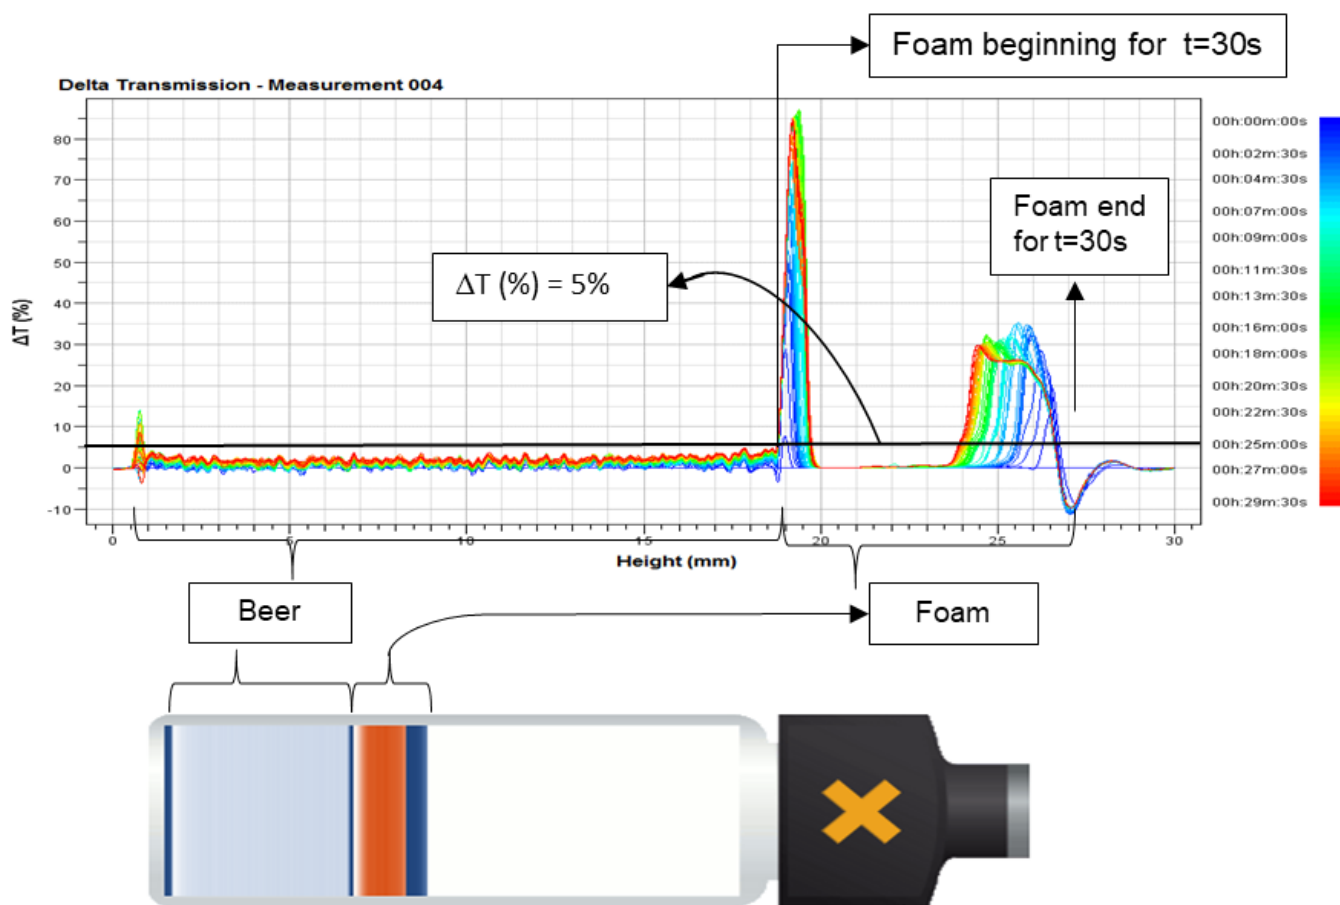 Foam beginning for t=30s
Delta Transmission - Measurement 004
00h:00m:00s
00h:02m:30s
00h:04m:30s
00h:07m:00s
00h:09m:00s
00h:11m:30s
00h:13m:30s
00h:16m:00s
00h:18m:00s
00h:20m:30s
00h:22m:30s
00h:25m:00s
00h:27m:00s
00h:29m:30s
Foam end
for t=30s
ΔT (%) = 5%
ΔT (%)
80
70
60
50
40
30
20
10
0
-10
0
5
10
15
20
25
30
Height (mm)
Beer
Foam